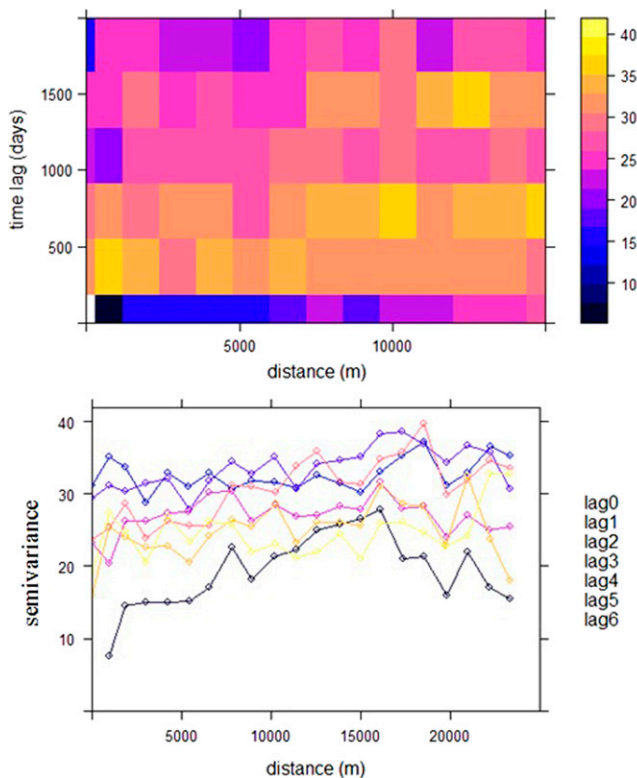 time lag (days)
1500
1000
500
5000
10000
distance (m)
40
35
30
25
20
15
10
semivariance
40
30
20
10
5000
10000
15000
20000
distance (m)
lag0
lag1
lag2
lag3
lag4
lag5
lag6